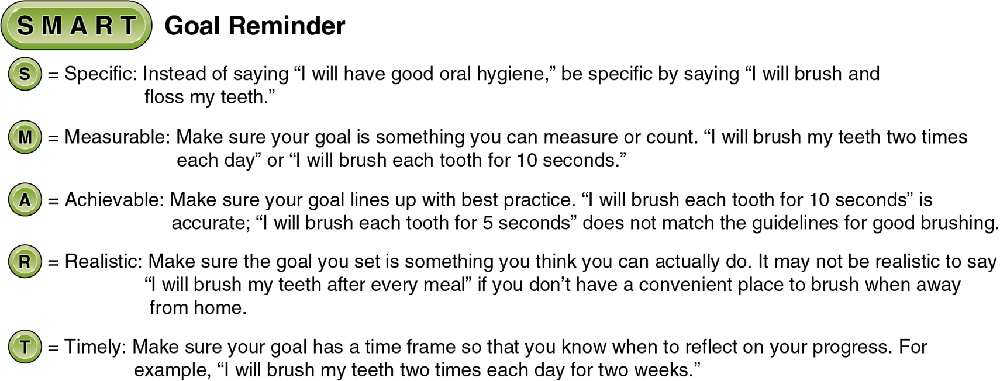 SMART Goal Reminder
S = Specific: Instead of saying “I will have good oral hygiene,” be specific by saying “I will brush and
floss my teeth.”
M = Measurable: Make sure your goal is something you can measure or count. “I will brush my teeth two times
each day” or “I will brush each tooth for 10 seconds.”
A = Achievable: Make sure your goal lines up with best practice. “I will brush each tooth for 10 seconds” is
accurate; “I will brush each tooth for 5 seconds” does not match the guidelines for good brushing.
R = Realistic: Make sure the goal you set is something you think you can actually do. It may not be realistic to say
“I will brush my teeth after every meal” if you don’t have a convenient place to brush when away
from home.
T = Timely: Make sure your goal has a time frame so that you know when to reflect on your progress. For
example, “I will brush my teeth two times each day for two weeks.”